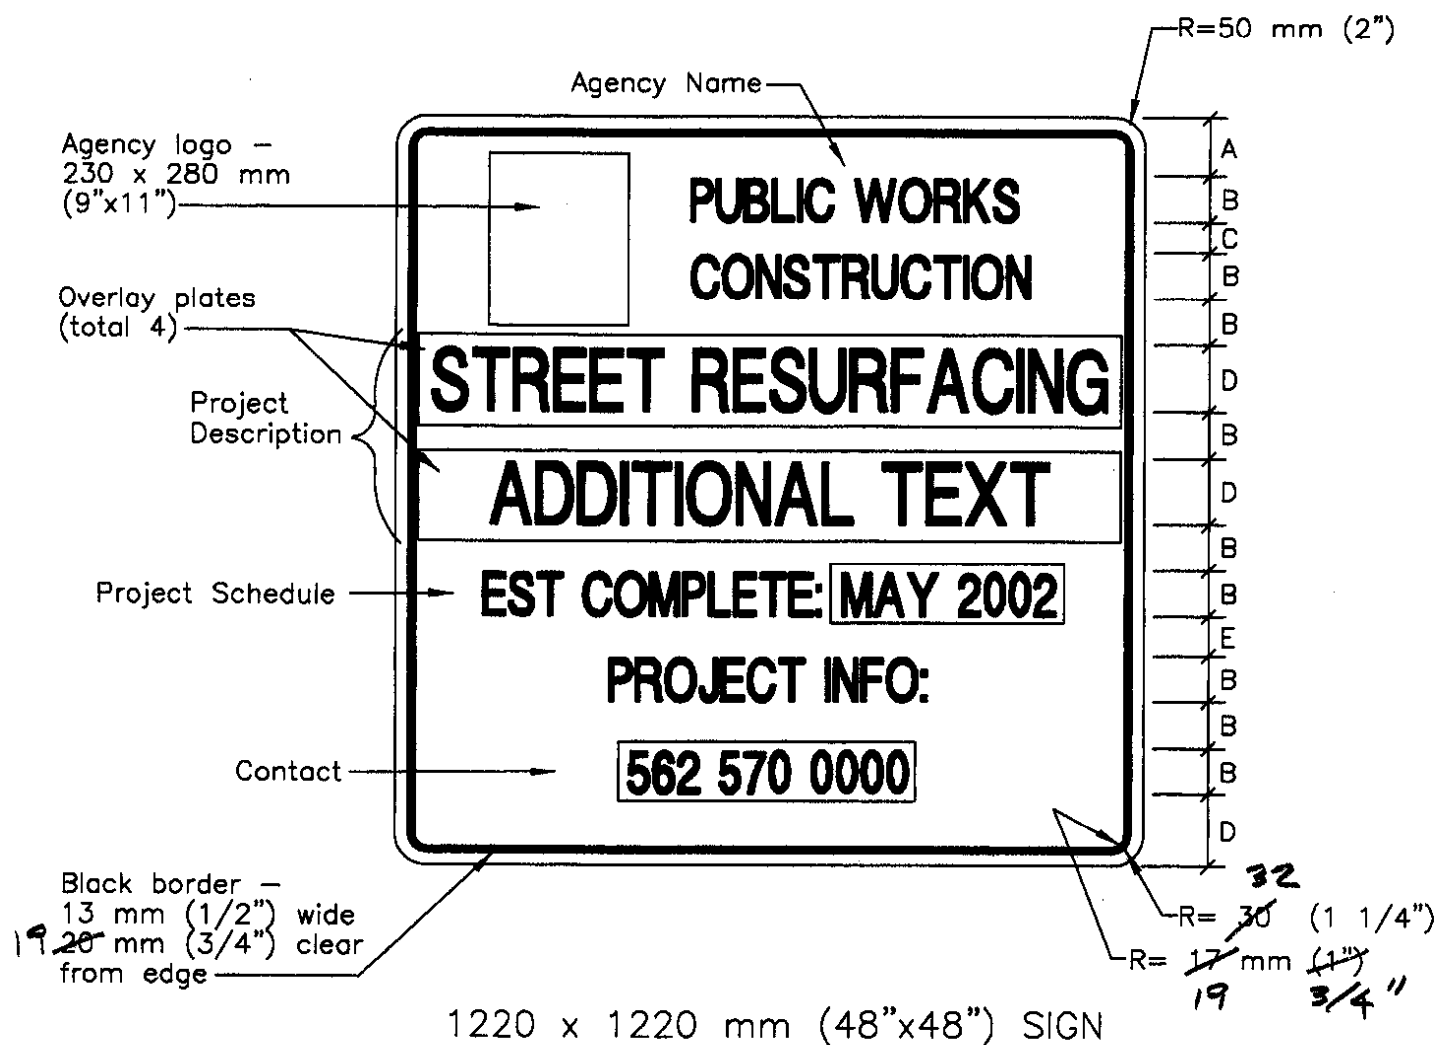 R=50 mm (2")
Agency Name
Agency logo –
230 x 280 mm
(9"x11")
PUBLIC WORKS
CONSTRUCTION
Overlay plates
(total 4)
STREET RESURFACING
Project
Description
ADDITIONAL TEXT
Project Schedule
EST COMPLETE: MAY 2002
PROJECT INFO:
Contact
562 570 0000
A
B
C
B
B
D
B
D
B
B
E
B
B
B
D
Black border –
13 mm (1/2") wide
19 20 mm (3/4") clear
from edge
32
R= 30 (1 1/4")
R= 17 mm (1")
19 3/4"
1220 x 1220 mm (48"x48") SIGN